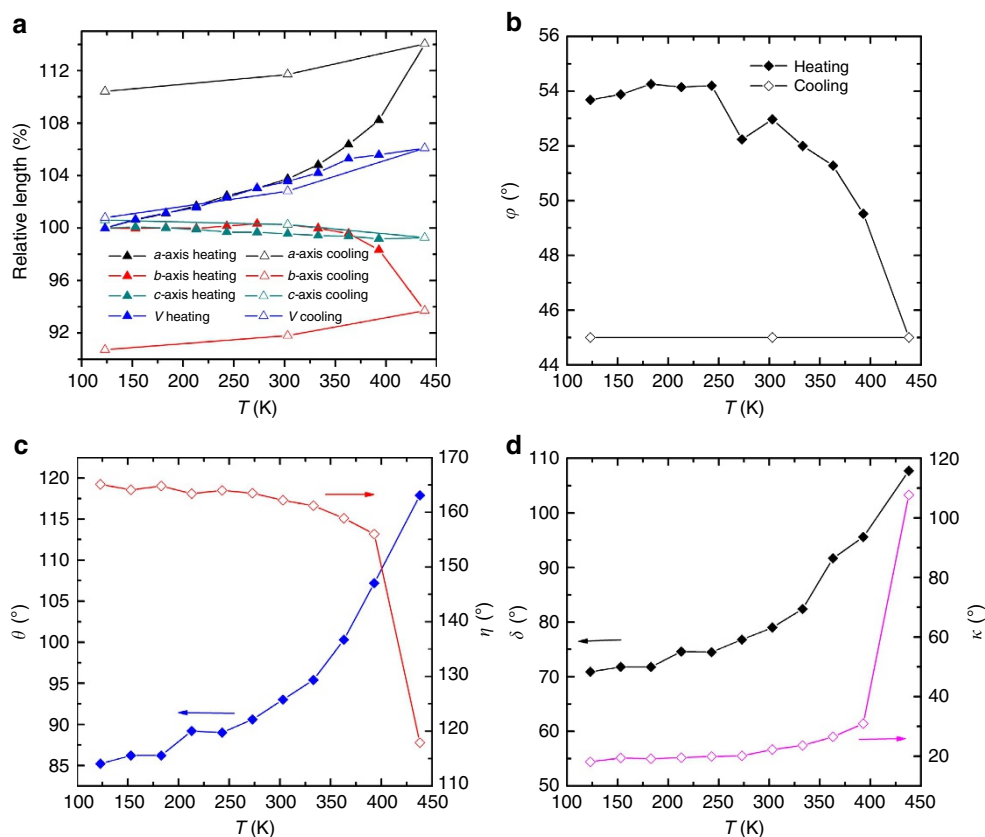 a
112
108
104
100
96
92
Relative length (%)
a-axis heating
a-axis cooling
b-axis heating
b-axis cooling
c-axis heating
c-axis cooling
V heating
V cooling
100 150 200 250 300 350 400 450
T (K)
b
56
54
52
50
48
46
44
φ (°)
Heating
Cooling
100 150 200 250 300 350 400 450
T (K)
c
120
115
110
105
100
95
90
85
θ (°)
170
160
150
140
130
120
110
η (°)
100 150 200 250 300 350 400 450
T (K)
d
110
100
90
80
70
60
50
δ (°)
120
100
80
60
40
20
κ (°)
100 150 200 250 300 350 400 450
T (K)